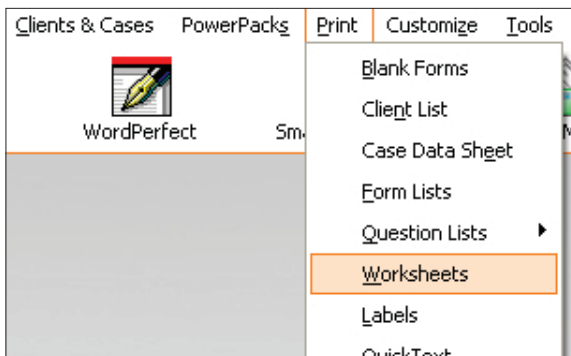 Clients & Cases PowerPacks Print Customize Tools
WordPerfect
Blank Forms
Client List
Case Data Sheet
Form Lists
Question Lists
Worksheets
Labels
QuickText